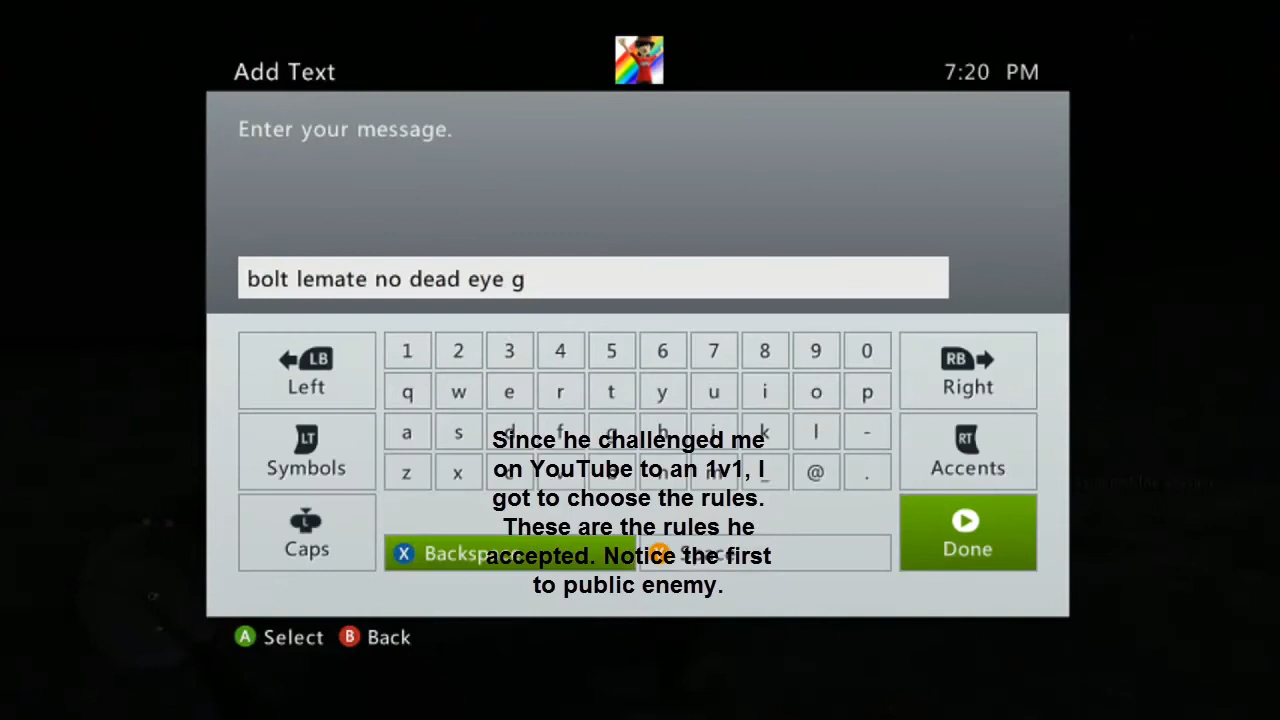 Add Text
7:20 PM
Enter your message.
bolt lemate no dead eye g
LB
Left
1 2 3 4 5 6 7 8 9 0
RB
Right
q w e r t y u i o p
LT
Symbols
a s d f g h j k l -
RT
Accents
z x c v b n m _ @ .
L
Caps
X Backspace
Y Space
Done
Since he challenged me
on YouTube to an 1v1, I
got to choose the rules.
These are the rules he
accepted. Notice the first
to public enemy.
A Select B Back